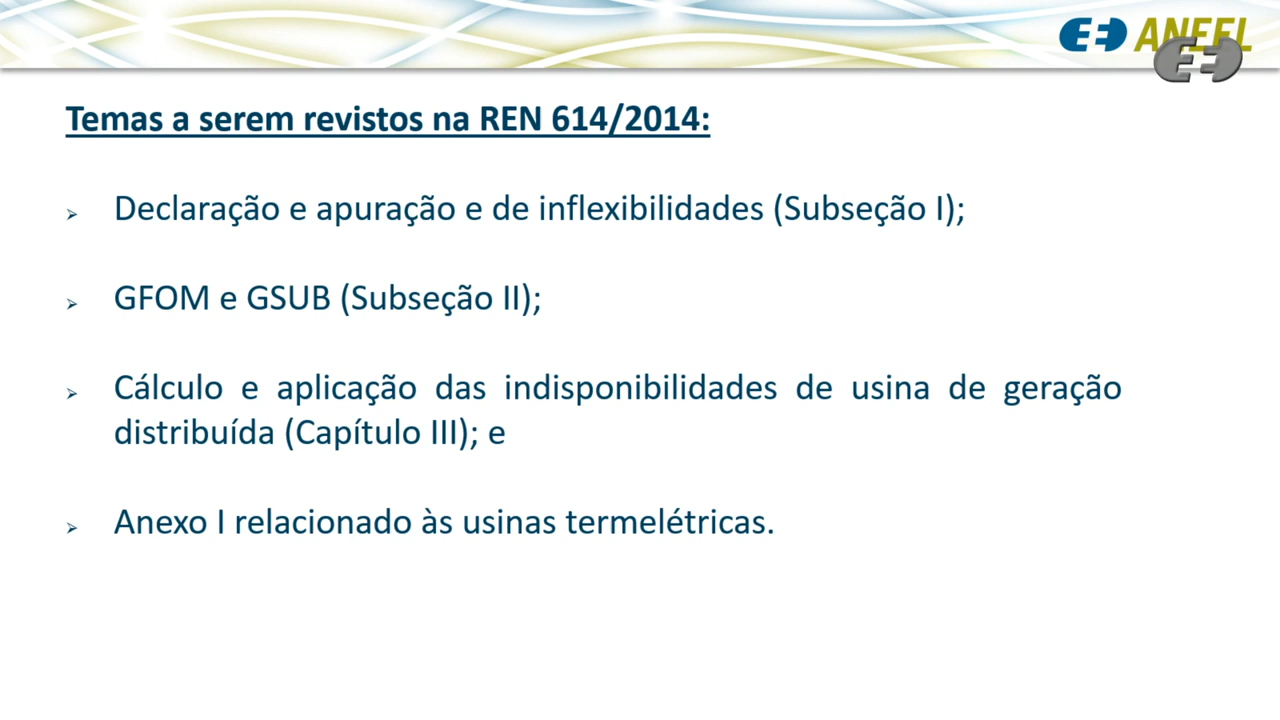 ANEEL
Temas a serem revistos na REN 614/2014:
Declaração e apuração e de inflexibilidades (Subseção I);
GFOM e GSUB (Subseção II);
Cálculo e aplicação das indisponibilidades de usina de geração
distribuída (Capítulo III); e
Anexo I relacionado às usinas termelétricas.